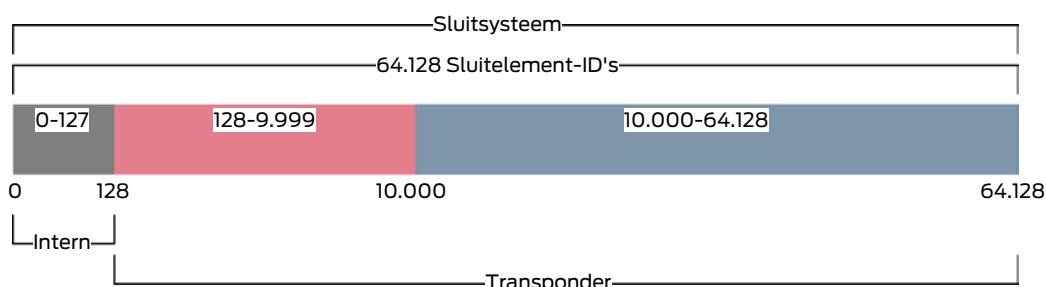 Sluitsysteem
64.128 Sluitelement-ID's
0-127 128-9.999 10.000-64.128
0 128 10.000 64.128
Intern
Transponder